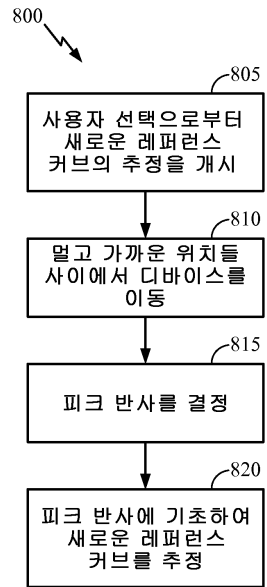 800
805
사용자 선택으로부터
새로운 레퍼런스
커브의 추정을 개시
810
멀고 가까운 위치들
사이에서 디바이스를
이동
815
피크 반사를 결정
820
피크 반사에 기초하여
새로운 레퍼런스
커브를 추정